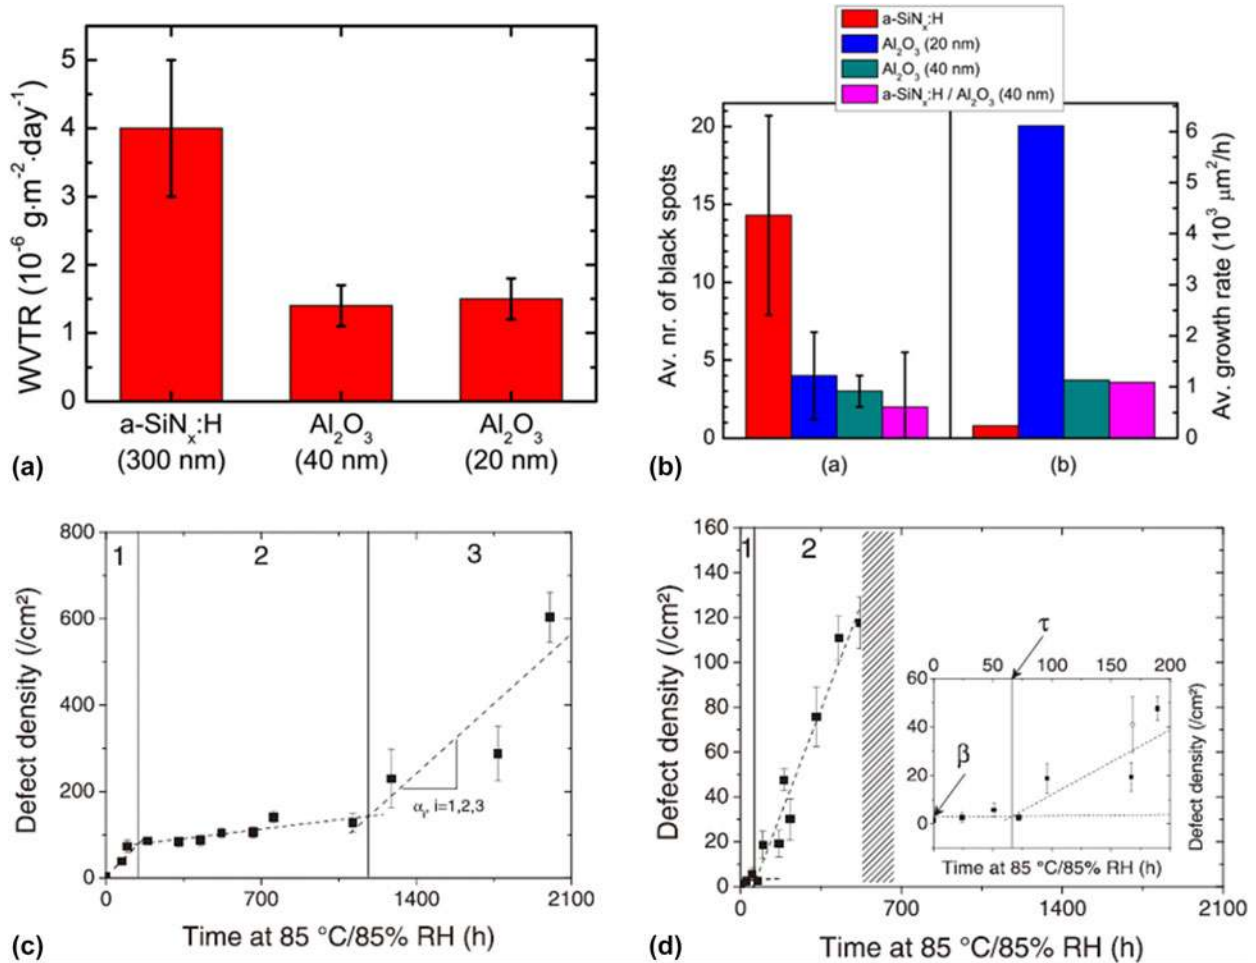 WVTR (10⁻⁶ g·m⁻²·day⁻¹)
5
4
3
2
1
0
a-SiNₓ:H
(300 nm)
Al₂O₃
(40 nm)
Al₂O₃
(20 nm)
(a)
a-SiNₓ:H
Al₂O₃ (20 nm)
Al₂O₃ (40 nm)
a-SiNₓ:H / Al₂O₃ (40 nm)
Av. nr. of black spots
20
15
10
5
0
6
5
4
3
2
1
0
Av. growth rate (10³ μm²/h)
(a)
(b)
(b)
Defect density (/cm²)
800
600
400
200
0
1
2
3
αᵢ, i=1,2,3
0
700
1400
2100
Time at 85 °C/85% RH (h)
(c)
Defect density (/cm²)
160
140
120
100
80
60
40
20
0
1
2
τ
0
50
100
150
200
60
40
20
0
Defect density (/cm²)
β
Time at 85 °C/85% RH (h)
0
700
1400
2100
Time at 85 °C/85% RH (h)
(d)